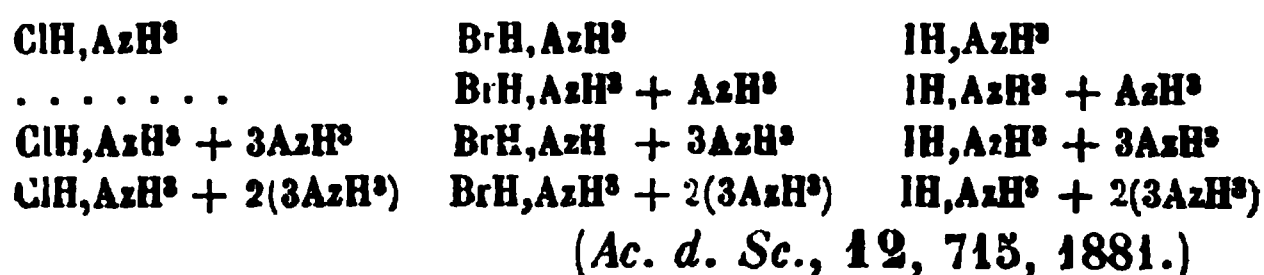 ClH,AzH³ BrH,AzH³ IH,AzH³
. . . . . . . BrH,AzH³ + AzH³ IH,AzH³ + AzH³
ClH,AzH³ + 3AzH³ BrH,AzH + 3AzH³ IH,AzH³ + 3AzH³
ClH,AzH³ + 2(3AzH³) BrH,AzH³ + 2(3AzH³) IH,AzH³ + 2(3AzH³)
(Ac. d. Sc., 12, 715, 1881.)